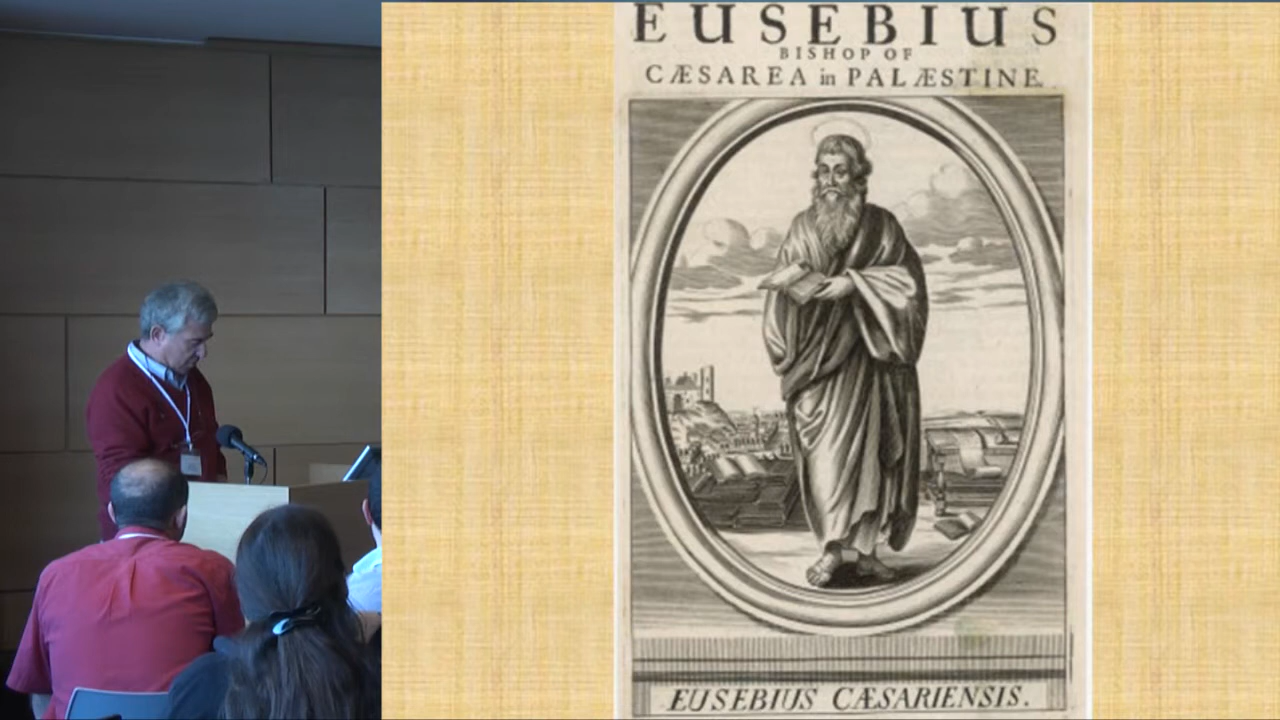 EUSEBIUS
BISHOP OF
CÆSAREA in PALÆSTINE.
EUSEBIUS CÆSARIENSIS.